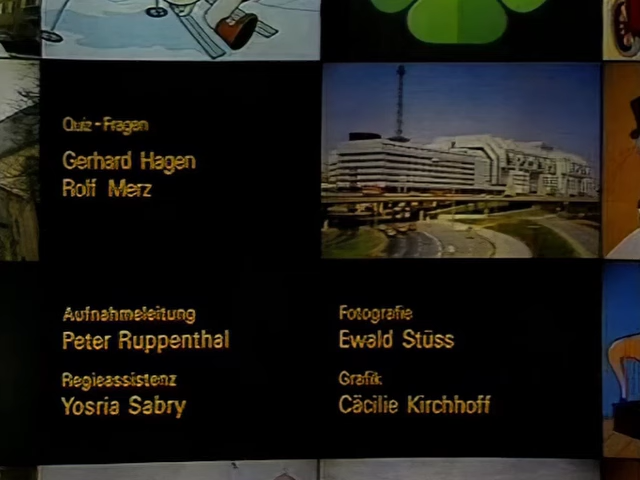 Quiz-Fragen
Gerhard Hagen
Rolf Merz
Aufnahmeleitung
Peter Ruppenthal
Regieassistenz
Yosria Sabry
Fotografie
Ewald Stüss
Grafik
Cäcilie Kirchhoff